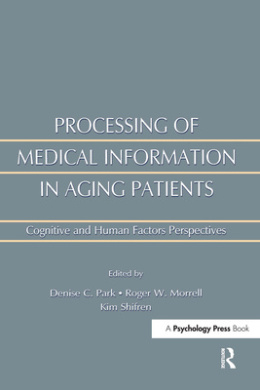 PROCESSING OF
MEDICAL INFORMATION
IN AGING PATIENTS
Cognitive and Human Factors Perspectives
Edited by
Denise C. Park • Roger W. Morrell
Kim Shifren
A Psychology Press Book
R